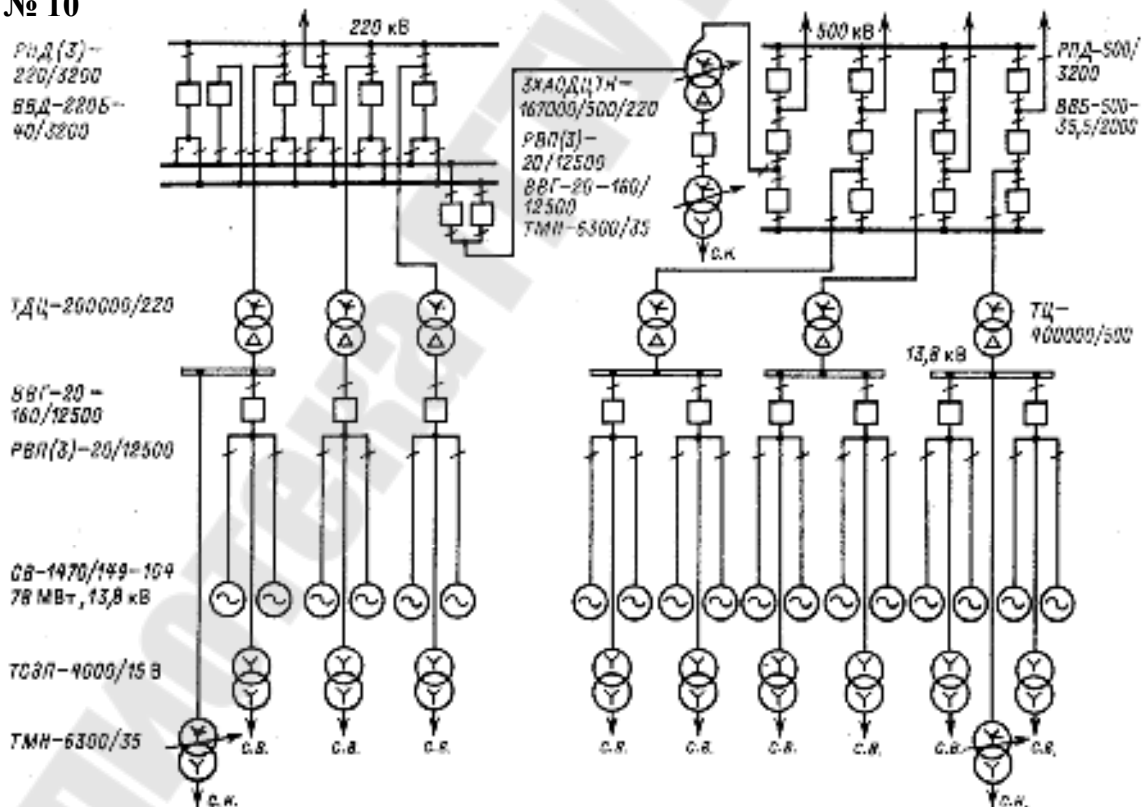 № 10
220 кВ
РНД(З)-
220/3200
ВВД-220Б-
40/3200
3ХАОДЦТН-
167000/500/220
РВП(З)-
20/12500
ВВГ-20-160/
12500
ТМН-6300/35
с.н.
500 кВ
РПД-500/
3200
ВВБ-500-
35,5/2000
ТДЦ-200000/220
ТЦ-
400000/500
13,8 кВ
ВВГ-20-
160/12500
РВП(З)-20/12500
СВ-1470/149-104
78 МВт, 13,8 кВ
ТСЗП-4000/15 В
с.в.
с.в.
с.в.
с.в.
с.в.
с.в.
с.в.
с.в.
с.в.
ТМН-6300/35
с.н.
с.н.